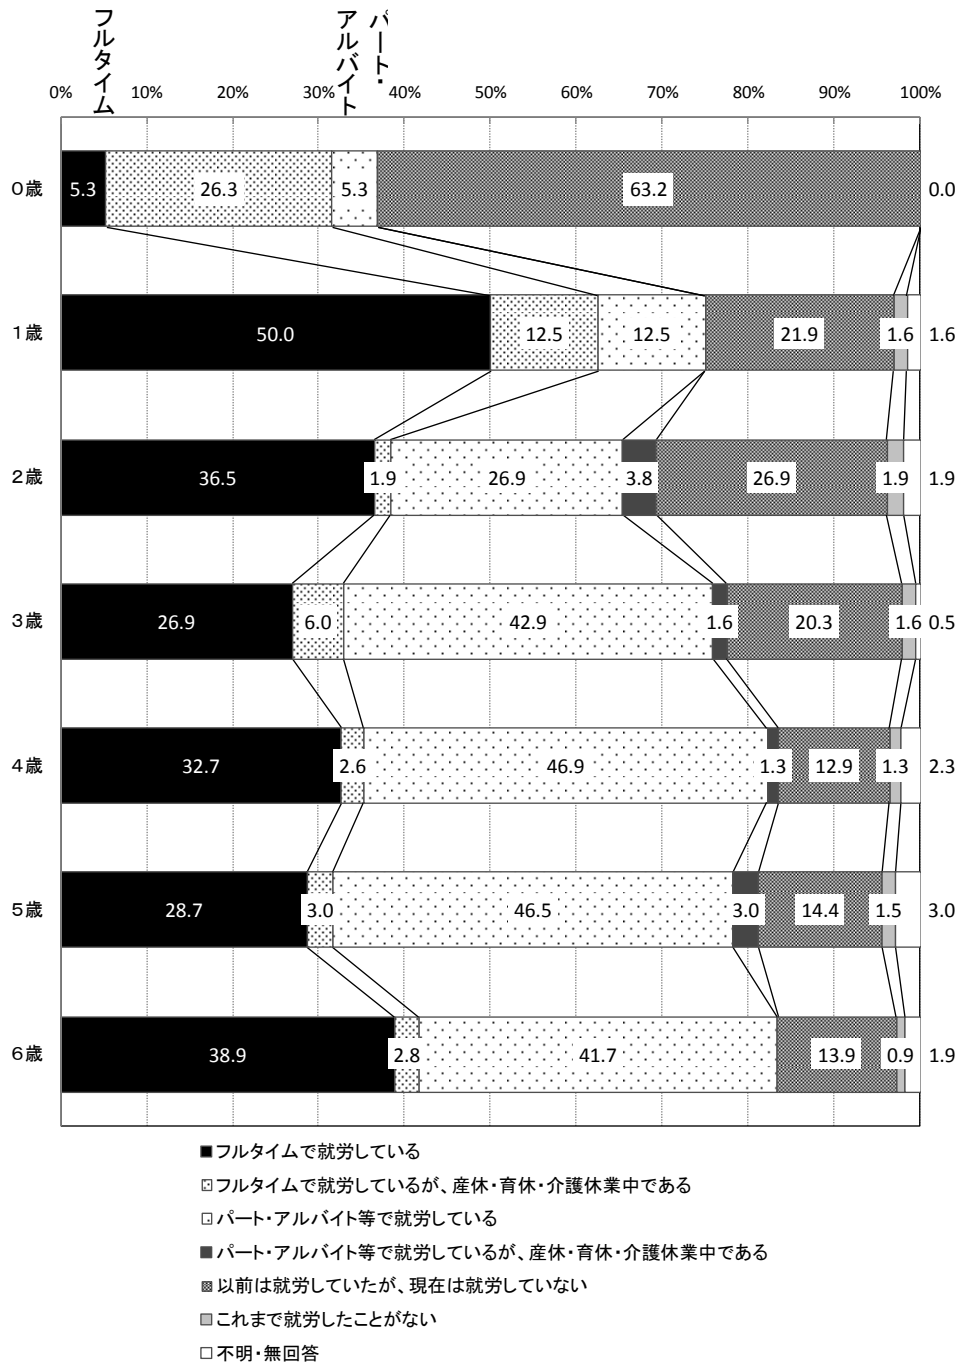 フルタイム
パート・
アルバイト
0% 10% 20% 30% 40% 50% 60% 70% 80% 90% 100%
0歳 5.3 26.3 5.3 63.2 0.0
1歳 50.0 12.5 12.5 21.9 1.6 1.6
2歳 36.5 1.9 26.9 3.8 26.9 1.9 1.9
3歳 26.9 6.0 42.9 1.6 20.3 1.6 0.5
4歳 32.7 2.6 46.9 1.3 12.9 1.3 2.3
5歳 28.7 3.0 46.5 3.0 14.4 1.5 3.0
6歳 38.9 2.8 41.7 13.9 0.9 1.9
フルタイムで就労している
フルタイムで就労しているが、産休・育休・介護休業中である
パート・アルバイト等で就労している
パート・アルバイト等で就労しているが、産休・育休・介護休業中である
以前は就労していたが、現在は就労していない
これまで就労したことがない
不明・無回答